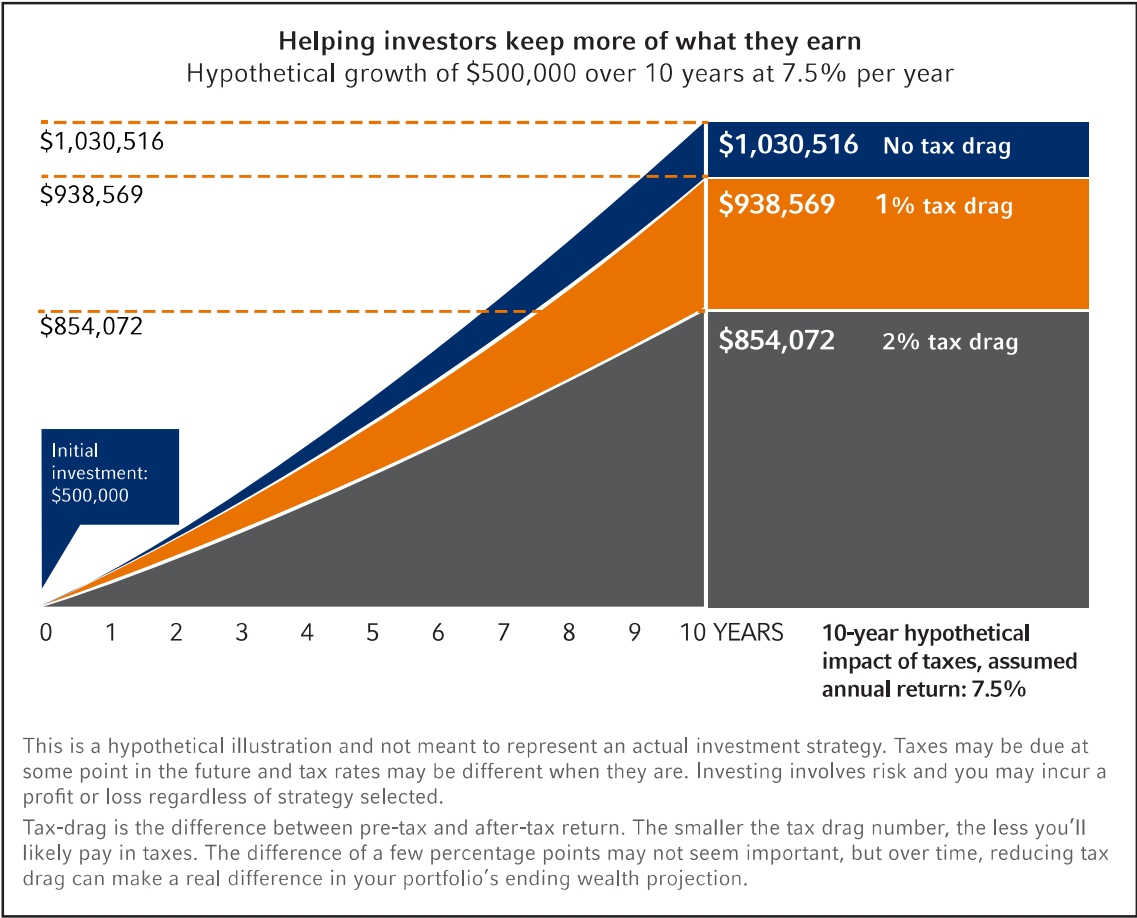 Helping investors keep more of what they earn
Hypothetical growth of $500,000 over 10 years at 7.5% per year
$1,030,516
$938,569
$854,072
$1,030,516 No tax drag
$938,569 1% tax drag
$854,072 2% tax drag
Initial
investment:
$500,000
0 1 2 3 4 5 6 7 8 9 10 YEARS
10-year hypothetical
impact of taxes, assumed
annual return: 7.5%
This is a hypothetical illustration and not meant to represent an actual investment strategy. Taxes may be due at
some point in the future and tax rates may be different when they are. Investing involves risk and you may incur a
profit or loss regardless of strategy selected.
Tax-drag is the difference between pre-tax and after-tax return. The smaller the tax drag number, the less you’ll
likely pay in taxes. The difference of a few percentage points may not seem important, but over time, reducing tax
drag can make a real difference in your portfolio’s ending wealth projection.